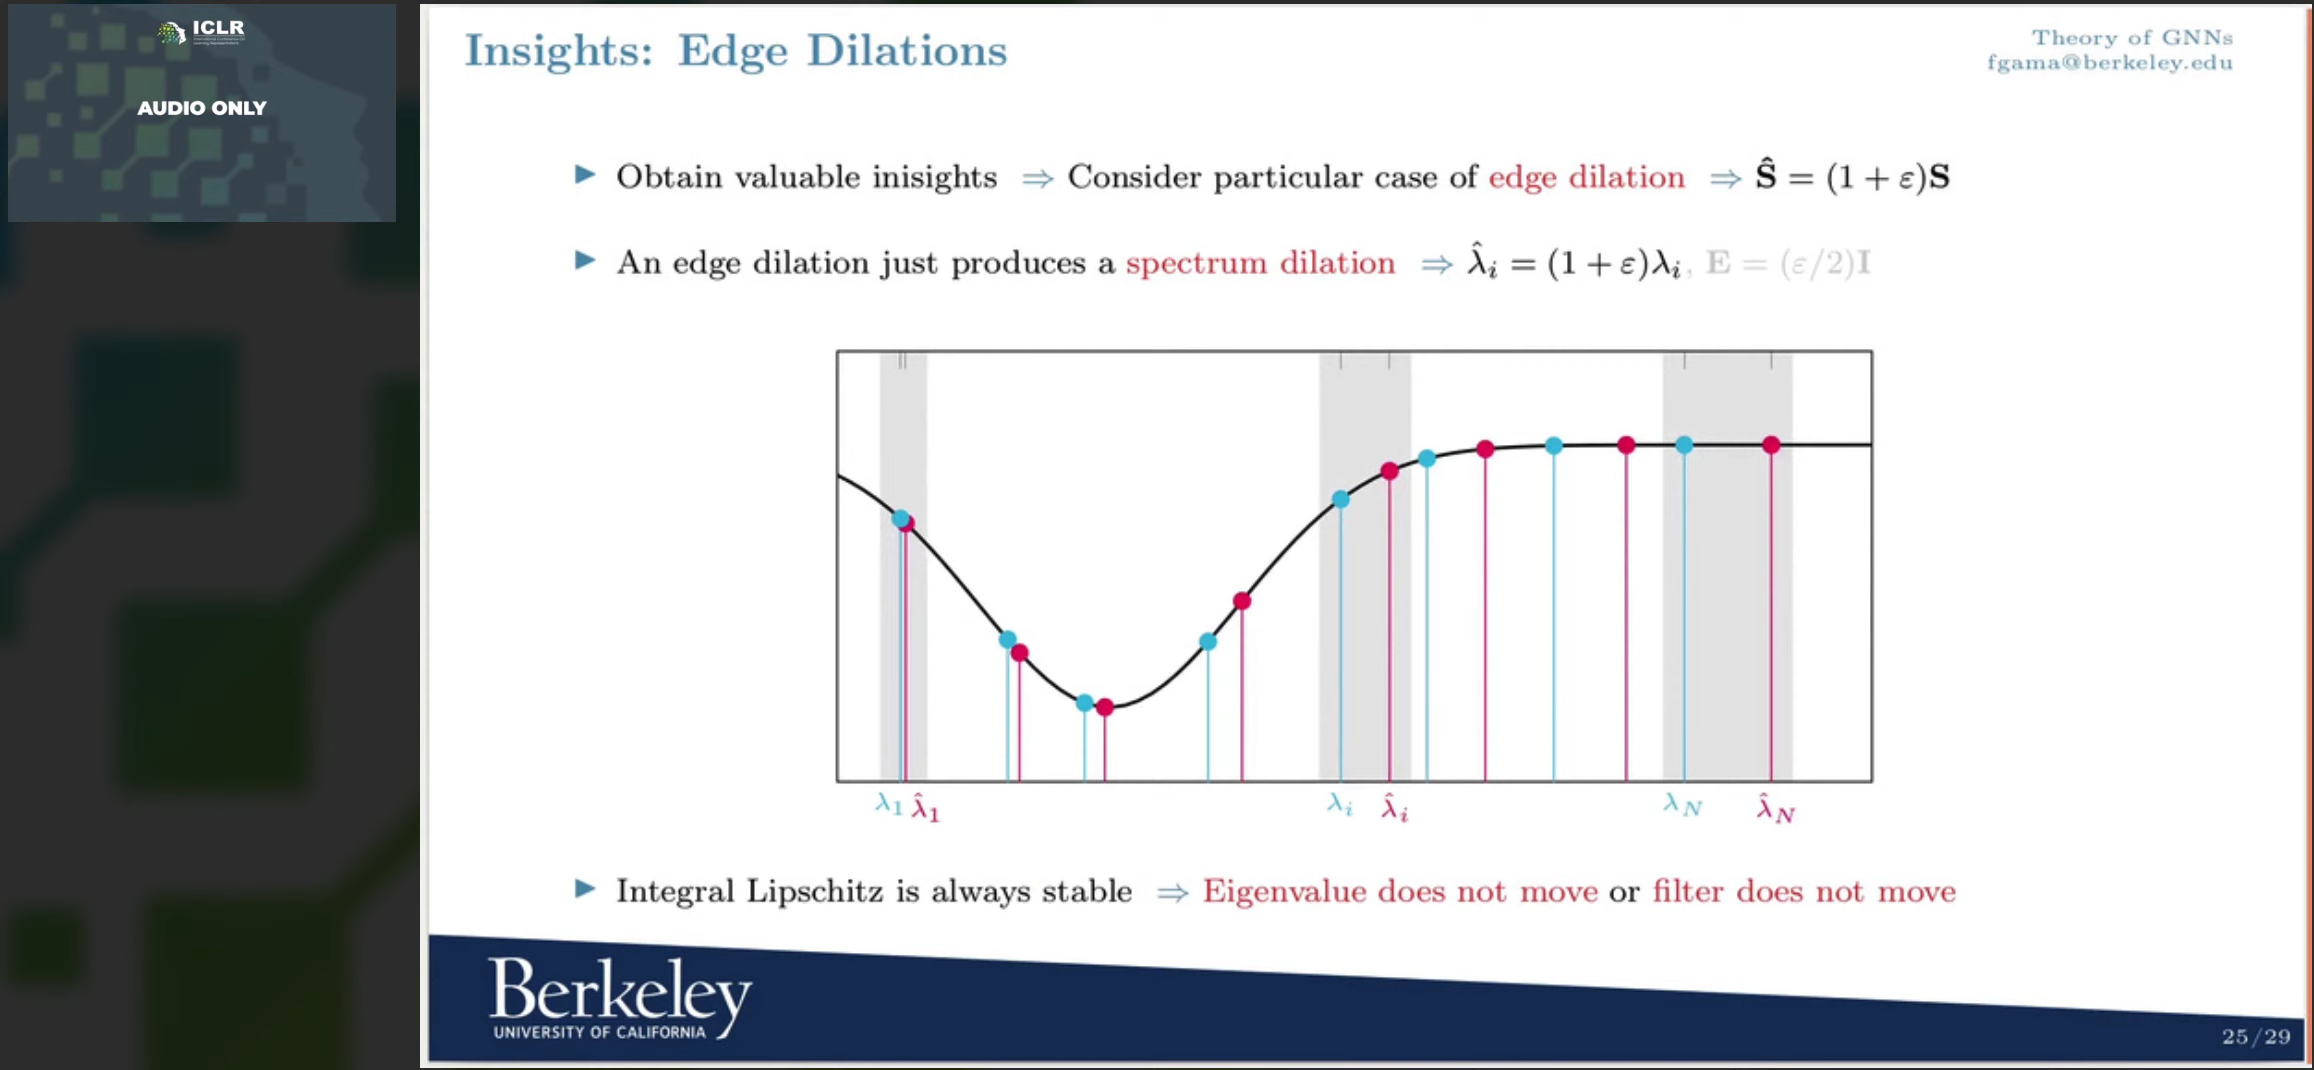 ICLR
AUDIO ONLY
Insights: Edge Dilations
Theory of GNNs
fgama@berkeley.edu
► Obtain valuable inisights ⇒ Consider particular case of edge dilation ⇒ Ŝ = (1 + ε)S
► An edge dilation just produces a spectrum dilation ⇒ λ̂ᵢ = (1 + ε)λᵢ, E = (ε/2)I
λ₁ λ̂₁ λᵢ λ̂ᵢ λ_N λ̂_N
► Integral Lipschitz is always stable ⇒ Eigenvalue does not move or filter does not move
Berkeley
UNIVERSITY OF CALIFORNIA
25/29